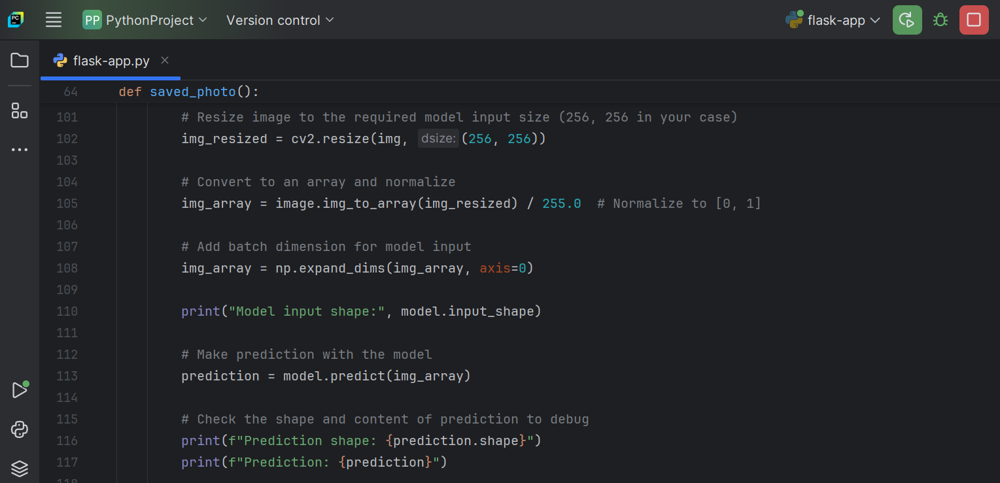 PC
PP PythonProject Version control flask-app
flask-app.py
64 def saved_photo():
101 # Resize image to the required model input size (256, 256 in your case)
102 img_resized = cv2.resize(img, dsize: (256, 256))
103
104 # Convert to an array and normalize
105 img_array = image.img_to_array(img_resized) / 255.0  # Normalize to [0, 1]
106
107 # Add batch dimension for model input
108 img_array = np.expand_dims(img_array, axis=0)
109
110 print("Model input shape:", model.input_shape)
111
112 # Make prediction with the model
113 prediction = model.predict(img_array)
114
115 # Check the shape and content of prediction to debug
116 print(f"Prediction shape: {prediction.shape}")
117 print(f"Prediction: {prediction}")
118